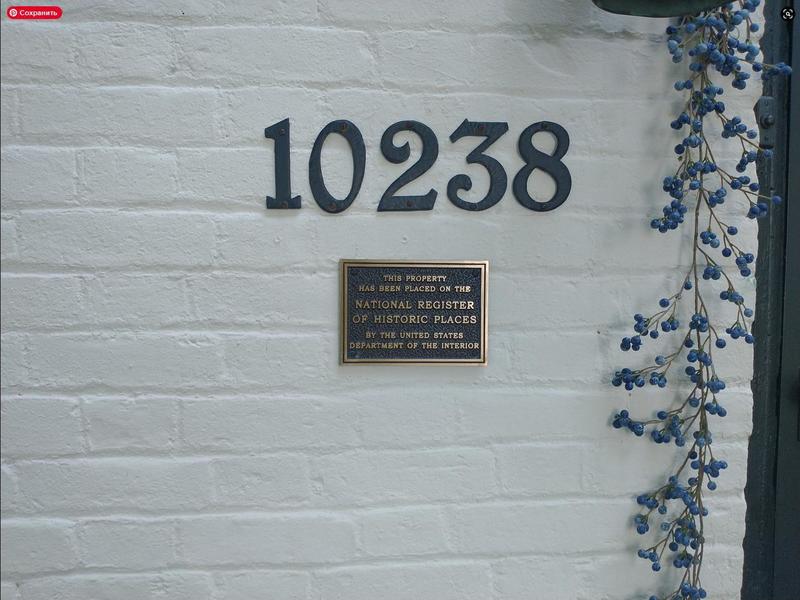 Сохранить
10238
THIS PROPERTY
HAS BEEN PLACED ON THE
NATIONAL REGISTER
OF HISTORIC PLACES
BY THE UNITED STATES
DEPARTMENT OF THE INTERIOR